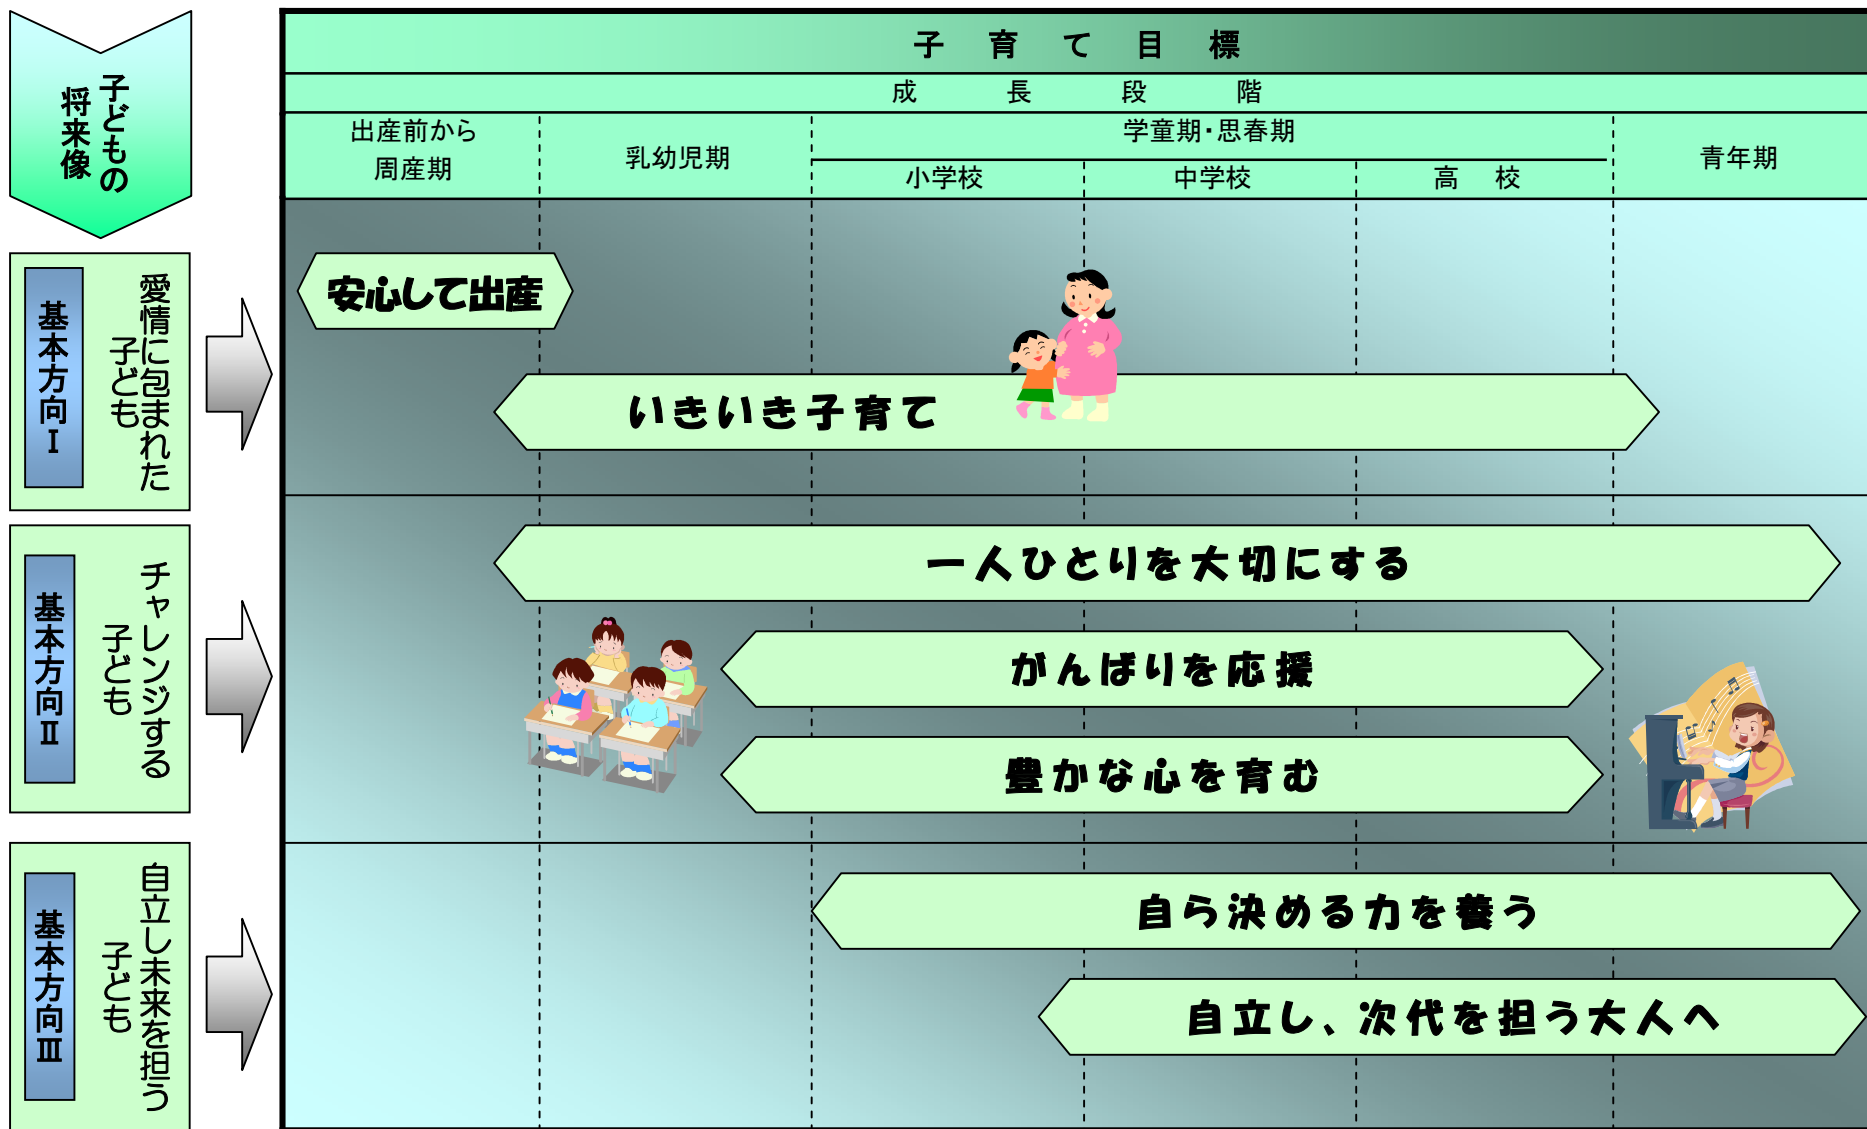 子どもの
将来像
子育て目標
成長段階
出産前から
周産期
乳幼児期
学童期・思春期
小学校
中学校
高校
青年期
基本方向Ⅰ
愛情に包まれた
子ども
安心して出産
いきいき子育て
基本方向Ⅱ
チャレンジする
子ども
一人ひとりを大切にする
がんばりを応援
豊かな心を育む
基本方向Ⅲ
自立し未来を担う
子ども
自ら決める力を養う
自立し、次代を担う大人へ